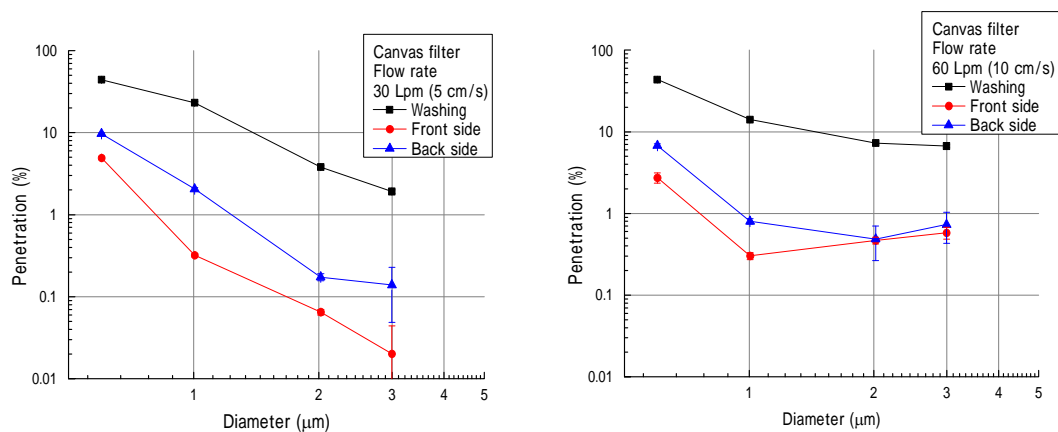 Canvas filter
Flow rate
30 Lpm (5 cm/s)
Washing
Front side
Back side
Penetration (%)
100
10
1
0.1
0.01
1
2
3
4
5
Diameter (μm)
Canvas filter
Flow rate
60 Lpm (10 cm/s)
Washing
Front side
Back side
Penetration (%)
100
10
1
0.1
0.01
1
2
3
4
5
Diameter (μm)